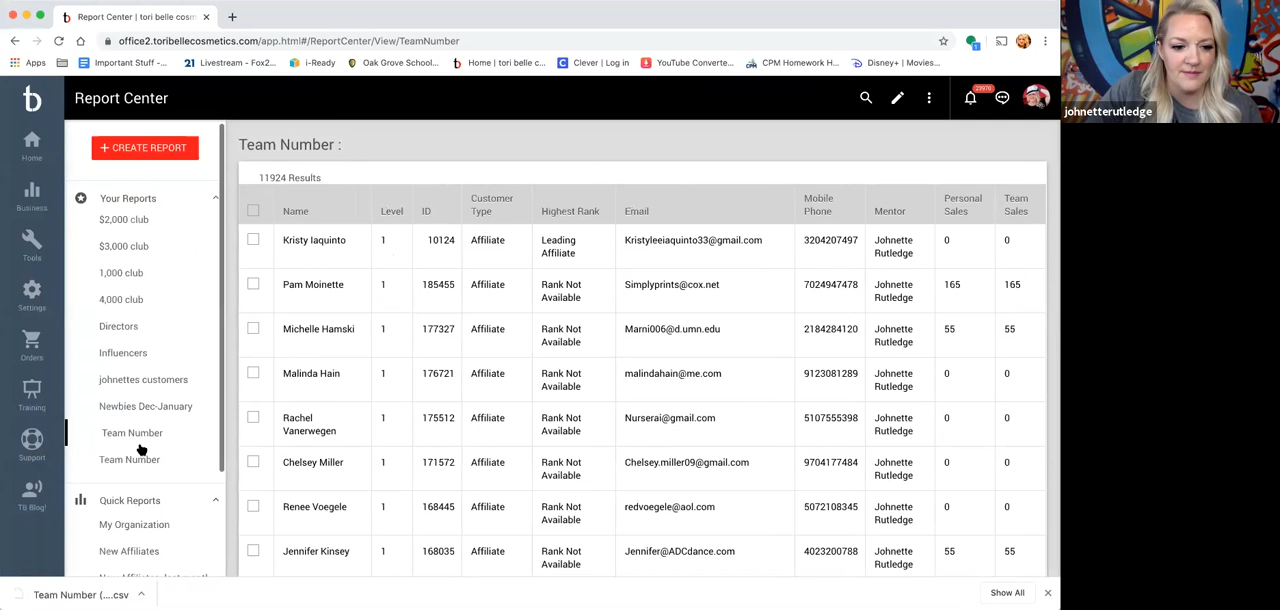 Report Center | tori belle cosm
office2.toribellecosmetics.com/app.html#/ReportCenter/View/TeamNumber
Apps
Important Stuff -...
Livestream - Fox2...
i-Ready
Oak Grove School...
Home | tori belle c...
Clever | Log in
YouTube Converte...
CPM Homework H...
Disney+ | Movies...
johnetterutledge
Report Center
23976
Home
Business
Tools
Settings
Orders
Training
Support
TB Blog!
+ CREATE REPORT
Your Reports
$2,000 club
$3,000 club
1,000 club
4,000 club
Directors
Influencers
johnettes customers
Newbies Dec-January
Team Number
Team Number
Quick Reports
My Organization
New Affiliates
Team Number :
11924 Results
Name Level ID Customer Type Highest Rank Email Mobile Phone Mentor Personal Sales Team Sales
Kristy Iaquinto 1 10124 Affiliate Leading Affiliate Kristyleeiaquinto33@gmail.com 3204207497 Johnette Rutledge 0 0
Pam Moinette 1 185455 Affiliate Rank Not Available Simplyprints@cox.net 7024947478 Johnette Rutledge 165 165
Michelle Hamski 1 177327 Affiliate Rank Not Available Marni006@d.umn.edu 2184284120 Johnette Rutledge 55 55
Malinda Hain 1 176721 Affiliate Rank Not Available malindahain@me.com 9123081289 Johnette Rutledge 0 0
Rachel Vanerwegen 1 175512 Affiliate Rank Not Available Nurserai@gmail.com 5107555398 Johnette Rutledge 0 0
Chelsey Miller 1 171572 Affiliate Rank Not Available Chelsey.miller09@gmail.com 9704177484 Johnette Rutledge 0 0
Renee Voegele 1 168445 Affiliate Rank Not Available redvoegele@aol.com 5072108345 Johnette Rutledge 0 0
Jennifer Kinsey 1 168035 Affiliate Rank Not Available Jennifer@ADCdance.com 4023200788 Johnette Rutledge 55 55
Team Number (....csv
Show All